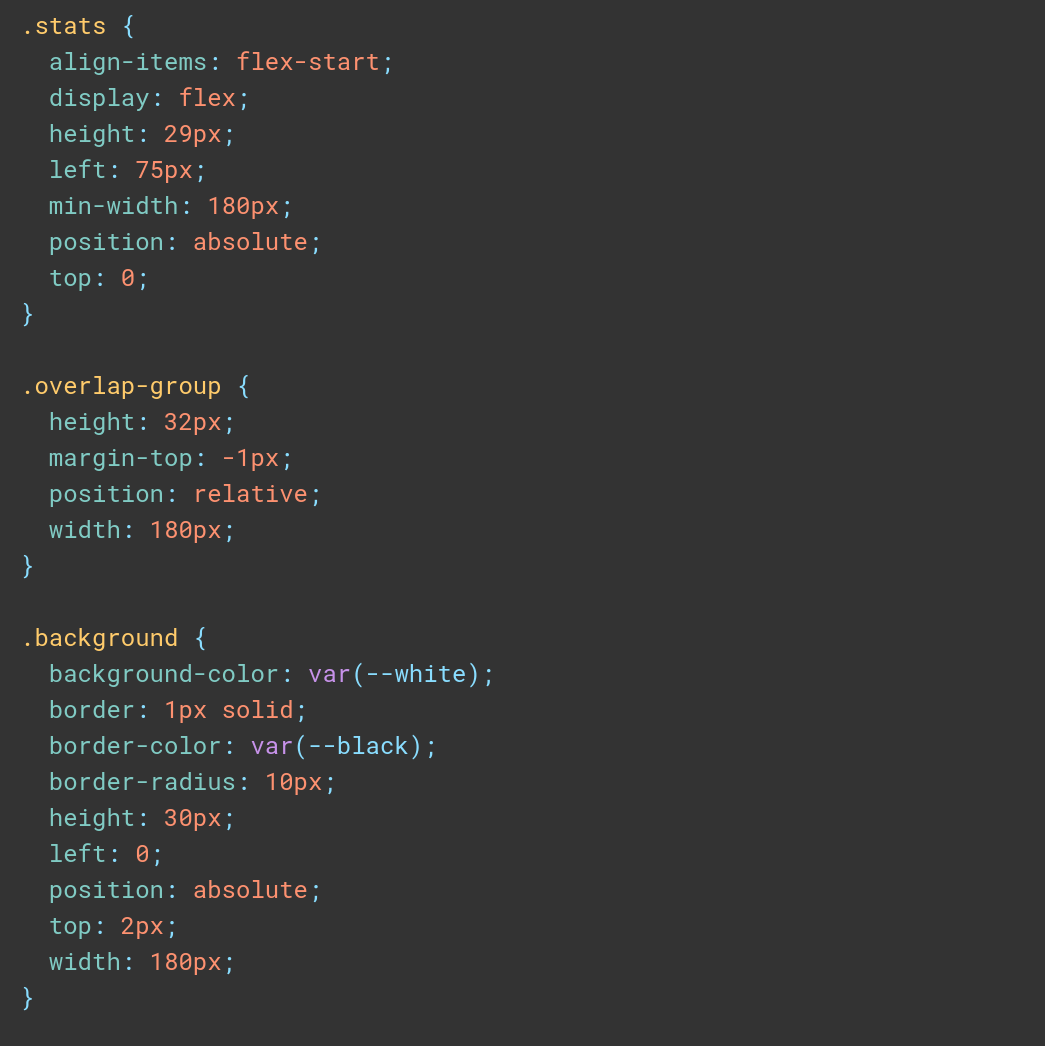 .stats {
  align-items: flex-start;
  display: flex;
  height: 29px;
  left: 75px;
  min-width: 180px;
  position: absolute;
  top: 0;
}

.overlap-group {
  height: 32px;
  margin-top: -1px;
  position: relative;
  width: 180px;
}

.background {
  background-color: var(--white);
  border: 1px solid;
  border-color: var(--black);
  border-radius: 10px;
  height: 30px;
  left: 0;
  position: absolute;
  top: 2px;
  width: 180px;
}